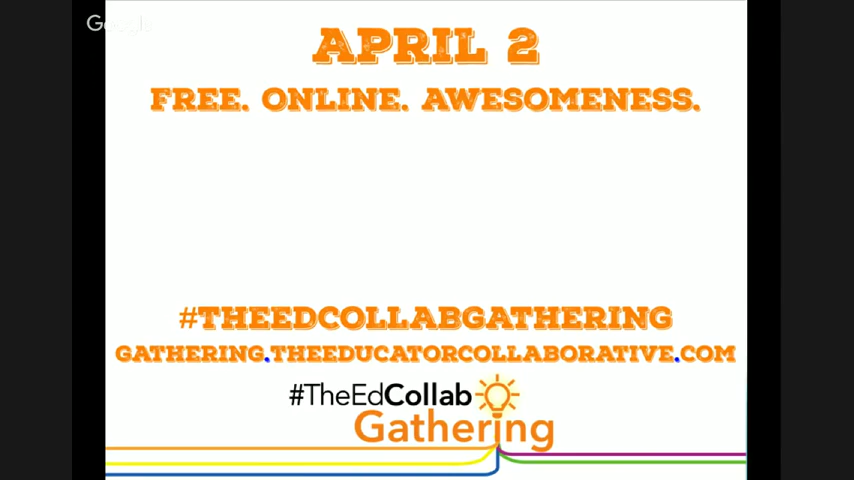 Google
APRIL 2
FREE. ONLINE. AWESOMENESS.
#THEEDCOLLABGATHERING
GATHERING.THEEDUCATORCOLLABORATIVE.COM
#TheEdCollab
Gathering